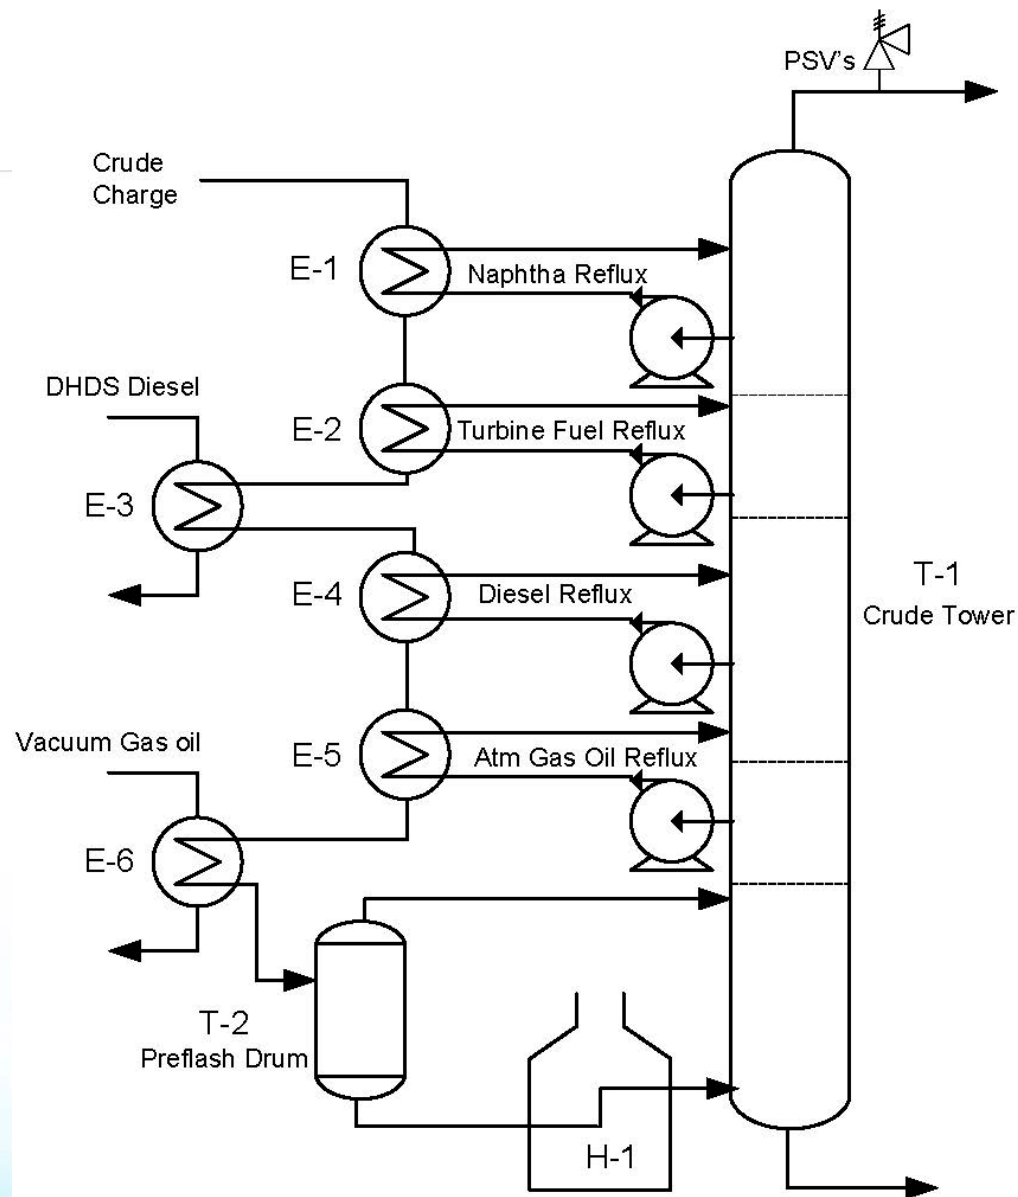 PSV's
Crude
Charge
E-1
Naphtha Reflux
DHDS Diesel
E-2
Turbine Fuel Reflux
E-3
T-1
Crude Tower
E-4
Diesel Reflux
Vacuum Gas oil
E-5
Atm Gas Oil Reflux
E-6
T-2
Preflash Drum
H-1